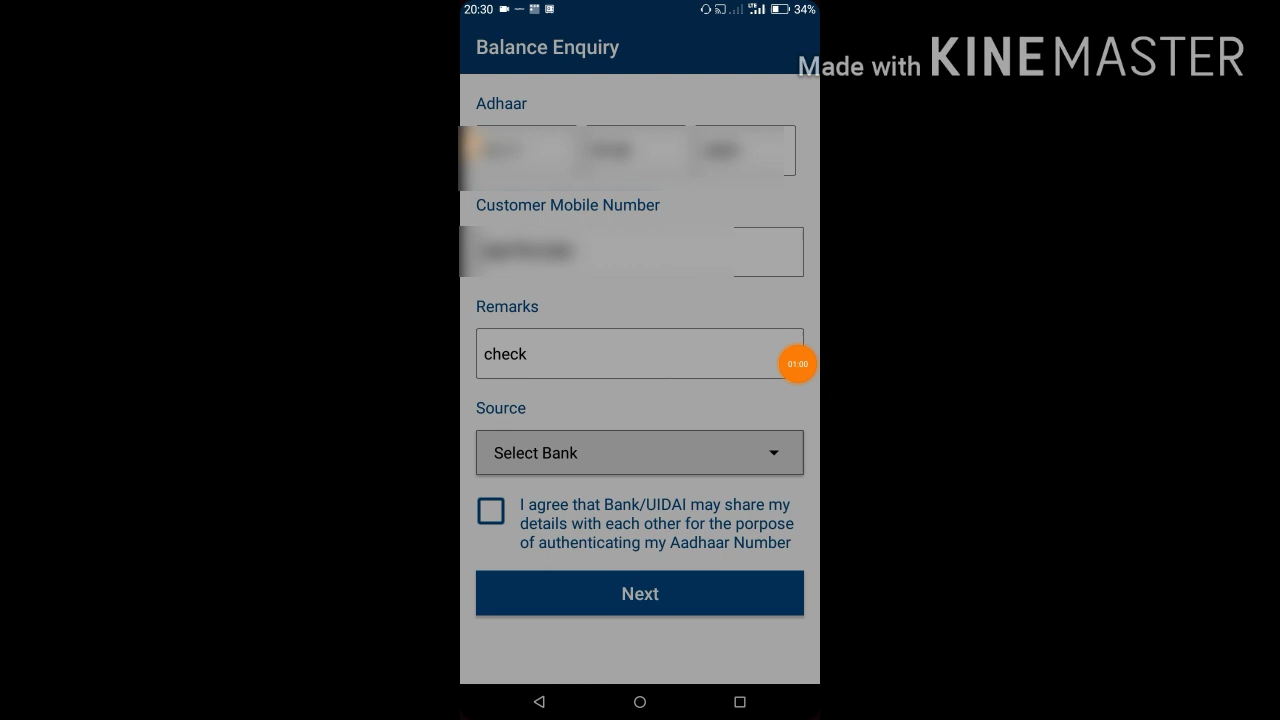 20:30
34%
Balance Enquiry
Made with KINEMASTER
Adhaar
Customer Mobile Number
Remarks
check
01:00
Source
Select Bank
I agree that Bank/UIDAI may share my
details with each other for the porpose
of authenticating my Aadhaar Number
Next